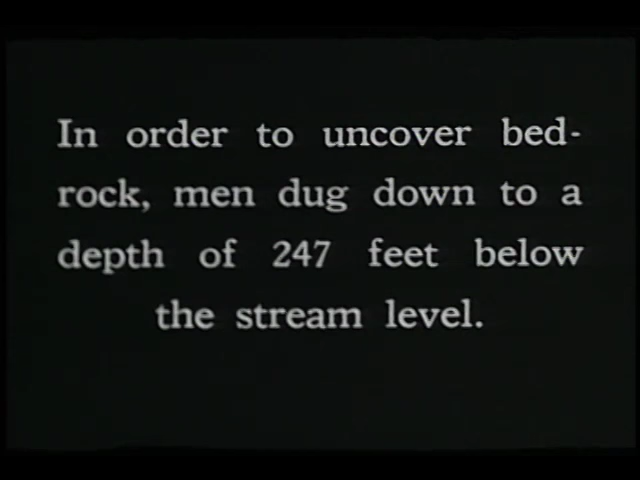 In order to uncover bed-
rock, men dug down to a
depth of 247 feet below
the stream level.